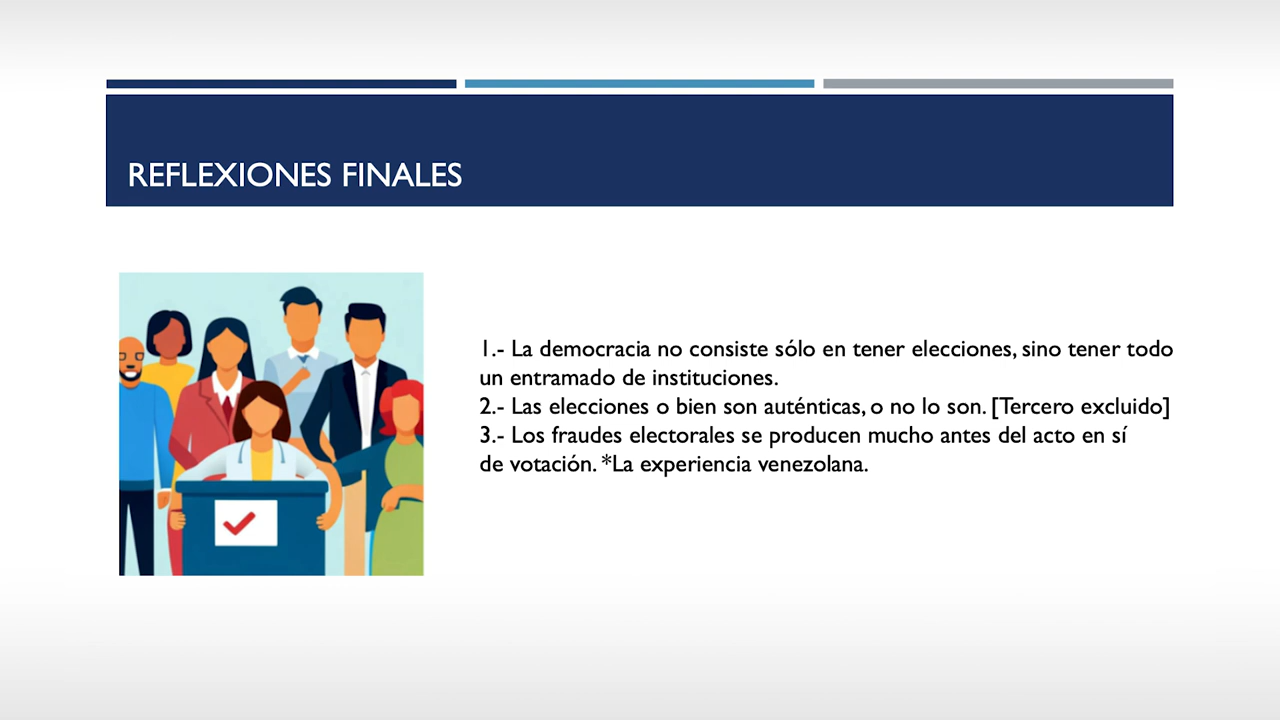 REFLEXIONES FINALES
1.- La democracia no consiste sólo en tener elecciones, sino tener todo
un entramado de instituciones.
2.- Las elecciones o bien son auténticas, o no lo son. [Tercero excluido]
3.- Los fraudes electorales se producen mucho antes del acto en sí
de votación. *La experiencia venezolana.